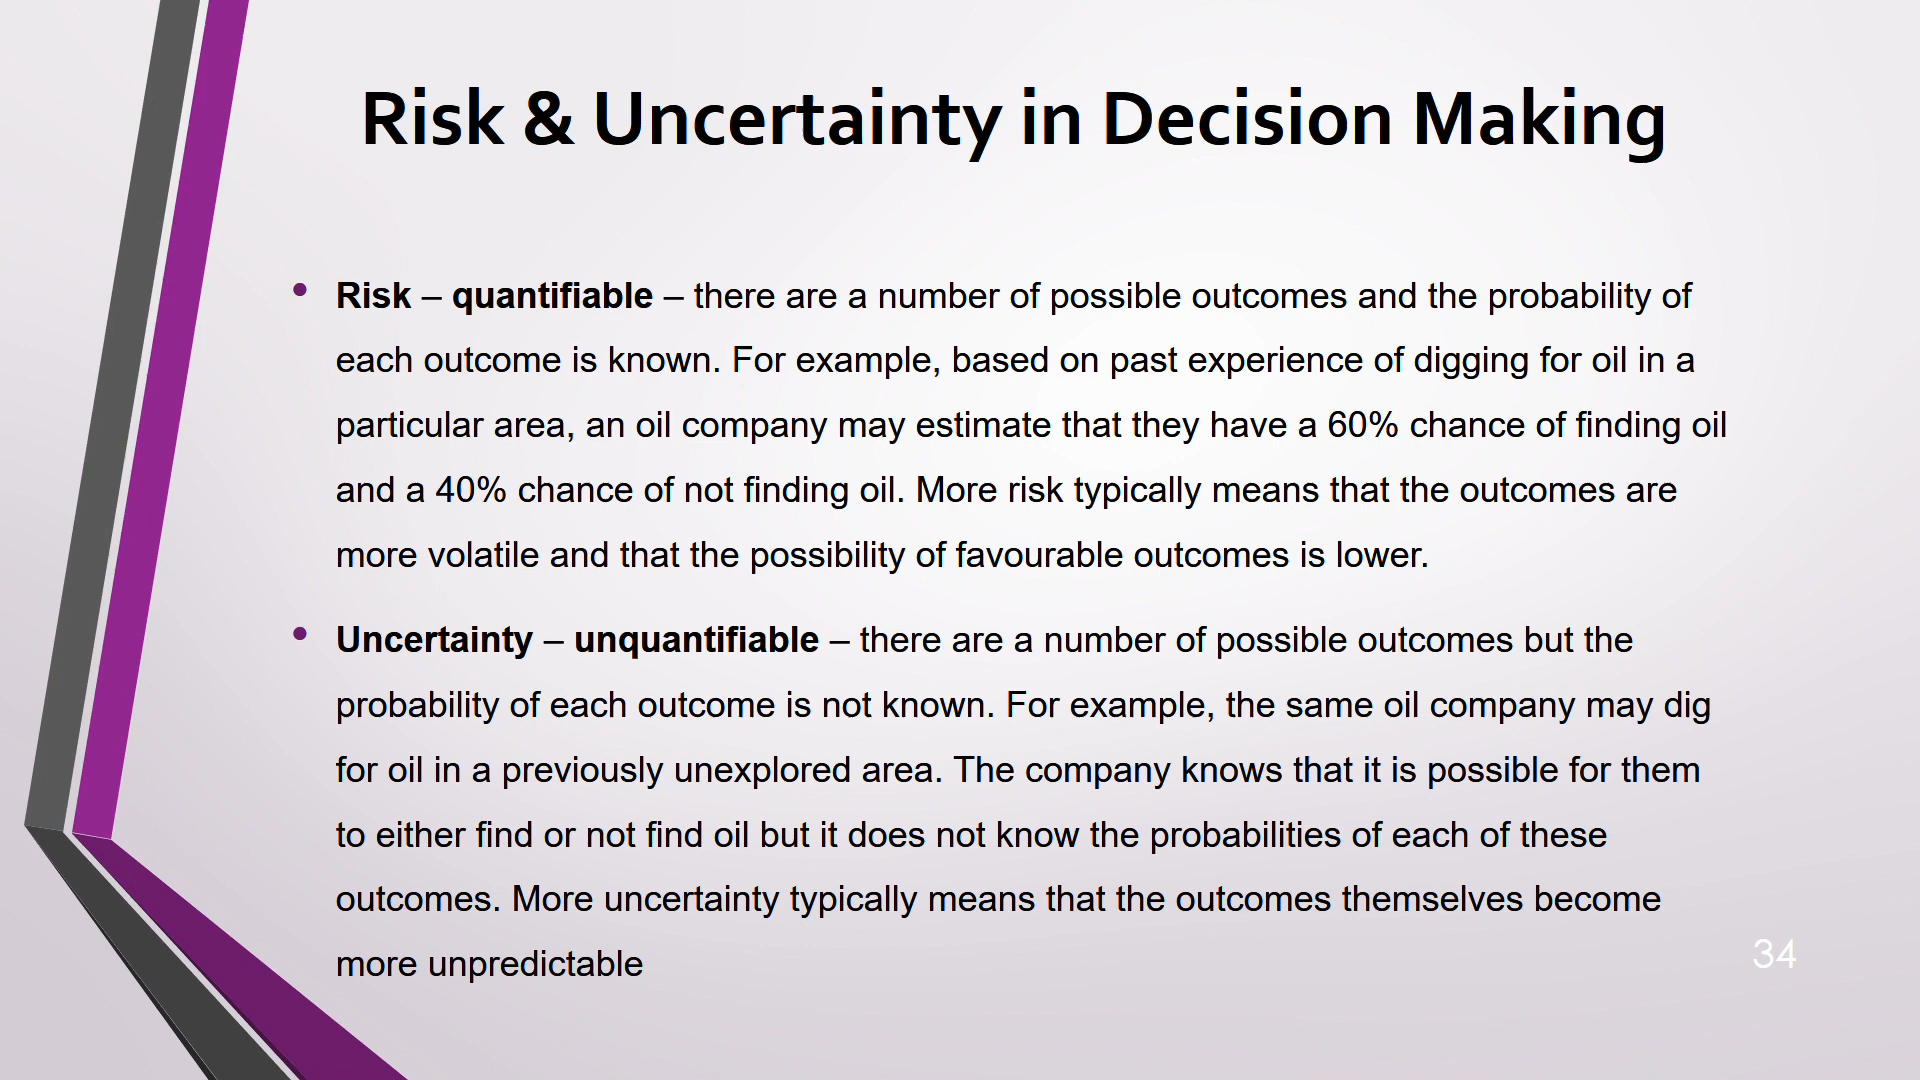 Risk & Uncertainty in Decision Making
• Risk – quantifiable – there are a number of possible outcomes and the probability of
each outcome is known. For example, based on past experience of digging for oil in a
particular area, an oil company may estimate that they have a 60% chance of finding oil
and a 40% chance of not finding oil. More risk typically means that the outcomes are
more volatile and that the possibility of favourable outcomes is lower.
• Uncertainty – unquantifiable – there are a number of possible outcomes but the
probability of each outcome is not known. For example, the same oil company may dig
for oil in a previously unexplored area. The company knows that it is possible for them
to either find or not find oil but it does not know the probabilities of each of these
outcomes. More uncertainty typically means that the outcomes themselves become
more unpredictable
34